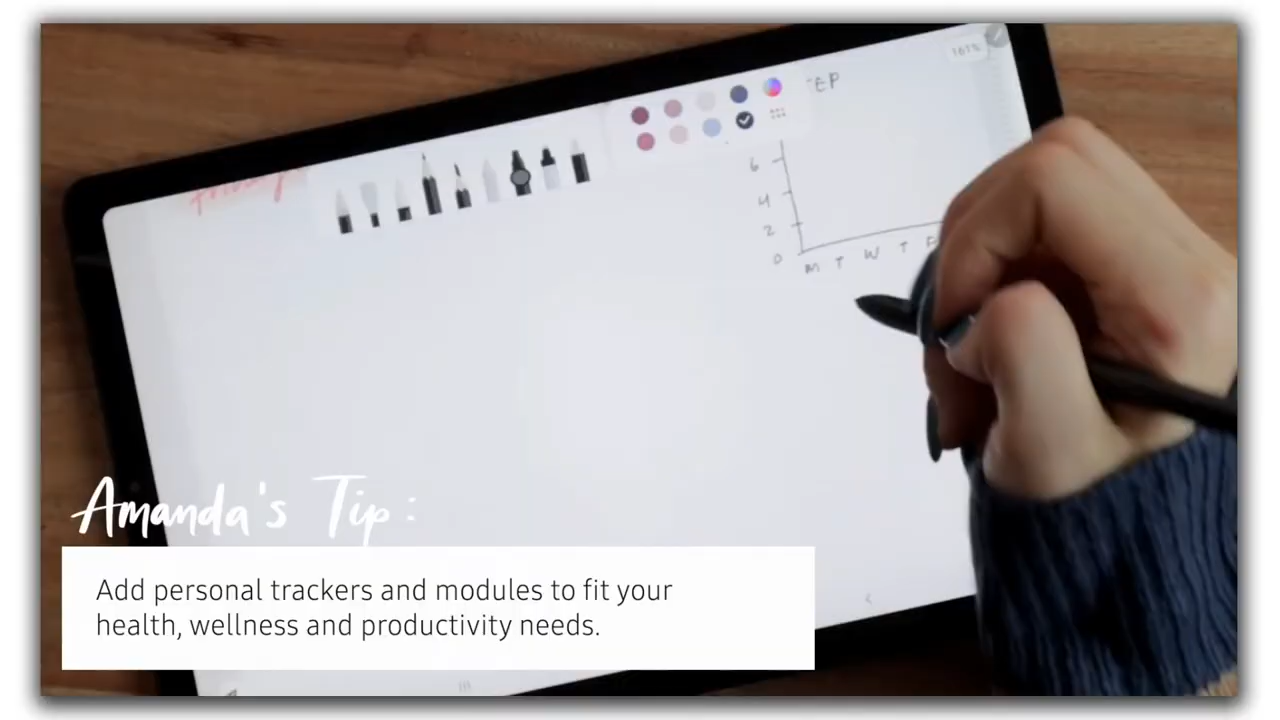 161%
6
4
2
0
M T W T F
Amanda's Tip:
Add personal trackers and modules to fit your
health, wellness and productivity needs.